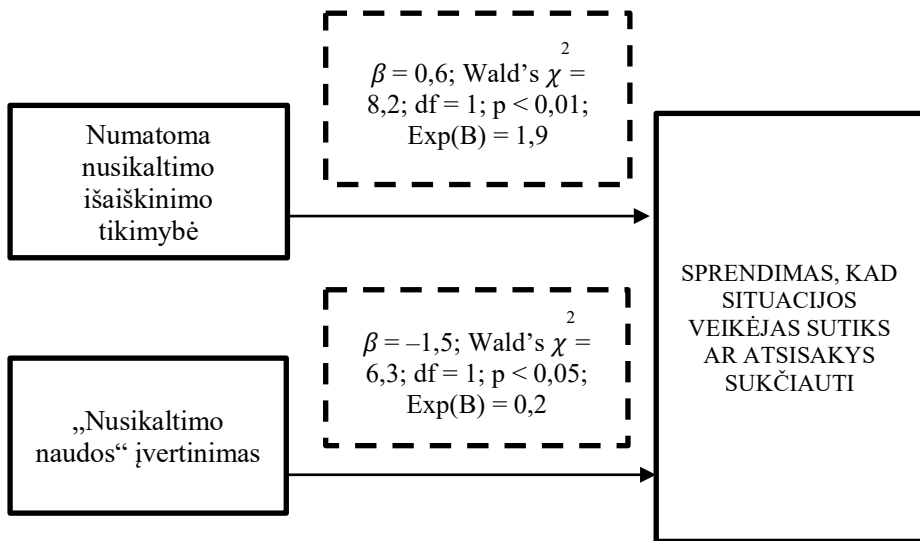 Numatoma
nusikaltimo
išaiškinimo
tikimybė
β = 0,6; Wald’s χ² =
8,2; df = 1; p < 0,01;
Exp(B) = 1,9
„Nusikaltimo
naudos“ įvertinimas
β = –1,5; Wald’s χ² =
6,3; df = 1; p < 0,05;
Exp(B) = 0,2
SPRENDIMAS, KAD
SITUACIJOS
VEIKĖJAS SUTIKS
AR ATSISAKYS
SUKČIAUTI